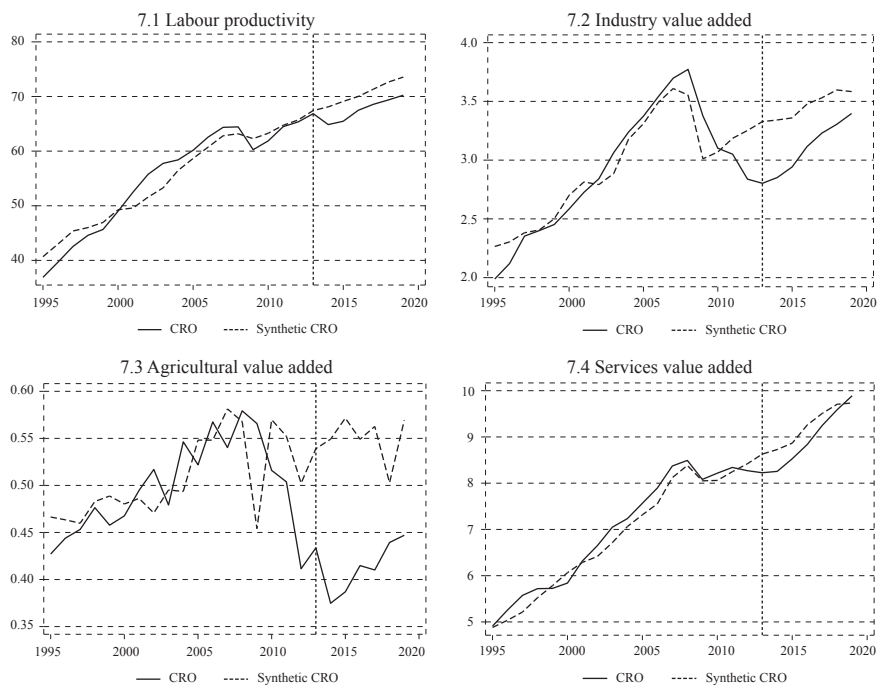 7.1 Labour productivity
80
70
60
50
40
1995 2000 2005 2010 2015 2020
CRO Synthetic CRO
7.2 Industry value added
4.0
3.5
3.0
2.5
2.0
1995 2000 2005 2010 2015 2020
CRO Synthetic CRO
7.3 Agricultural value added
0.60
0.55
0.50
0.45
0.40
0.35
1995 2000 2005 2010 2015 2020
CRO Synthetic CRO
7.4 Services value added
10
9
8
7
6
5
1995 2000 2005 2010 2015 2020
CRO Synthetic CRO